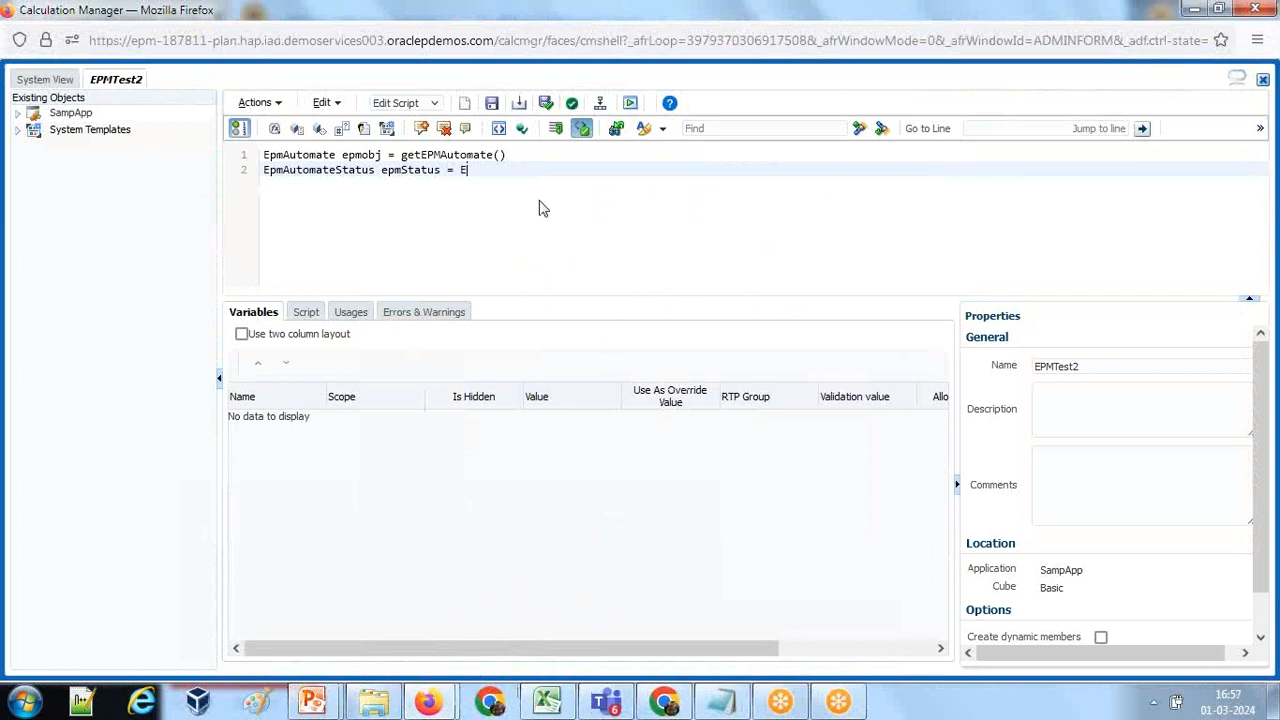 Calculation Manager — Mozilla Firefox
https://epm-187811-plan.hap.iad.demoservices003.oraclepdemos.com/calcmgr/faces/cmshell?_afrLoop=3979370306917508&_afrWindowMode=0&_afrWindowId=ADMINFORM&_adf.ctrl-state=
System View
EPMTest2
Existing Objects
SampApp
System Templates
Actions
Edit
Edit Script
Find
Go to Line
Jump to line
1 EpmAutomate epmobj = getEPMAutomate()
2 EpmAutomateStatus epmStatus = E
Variables
Script
Usages
Errors & Warnings
Use two column layout
Name
Scope
Is Hidden
Value
Use As Override
Value
RTP Group
Validation value
Allo
No data to display
Properties
General
Name EPMTest2
Description
Comments
Location
Application SampApp
Cube Basic
Options
Create dynamic members
16:57
01-03-2024